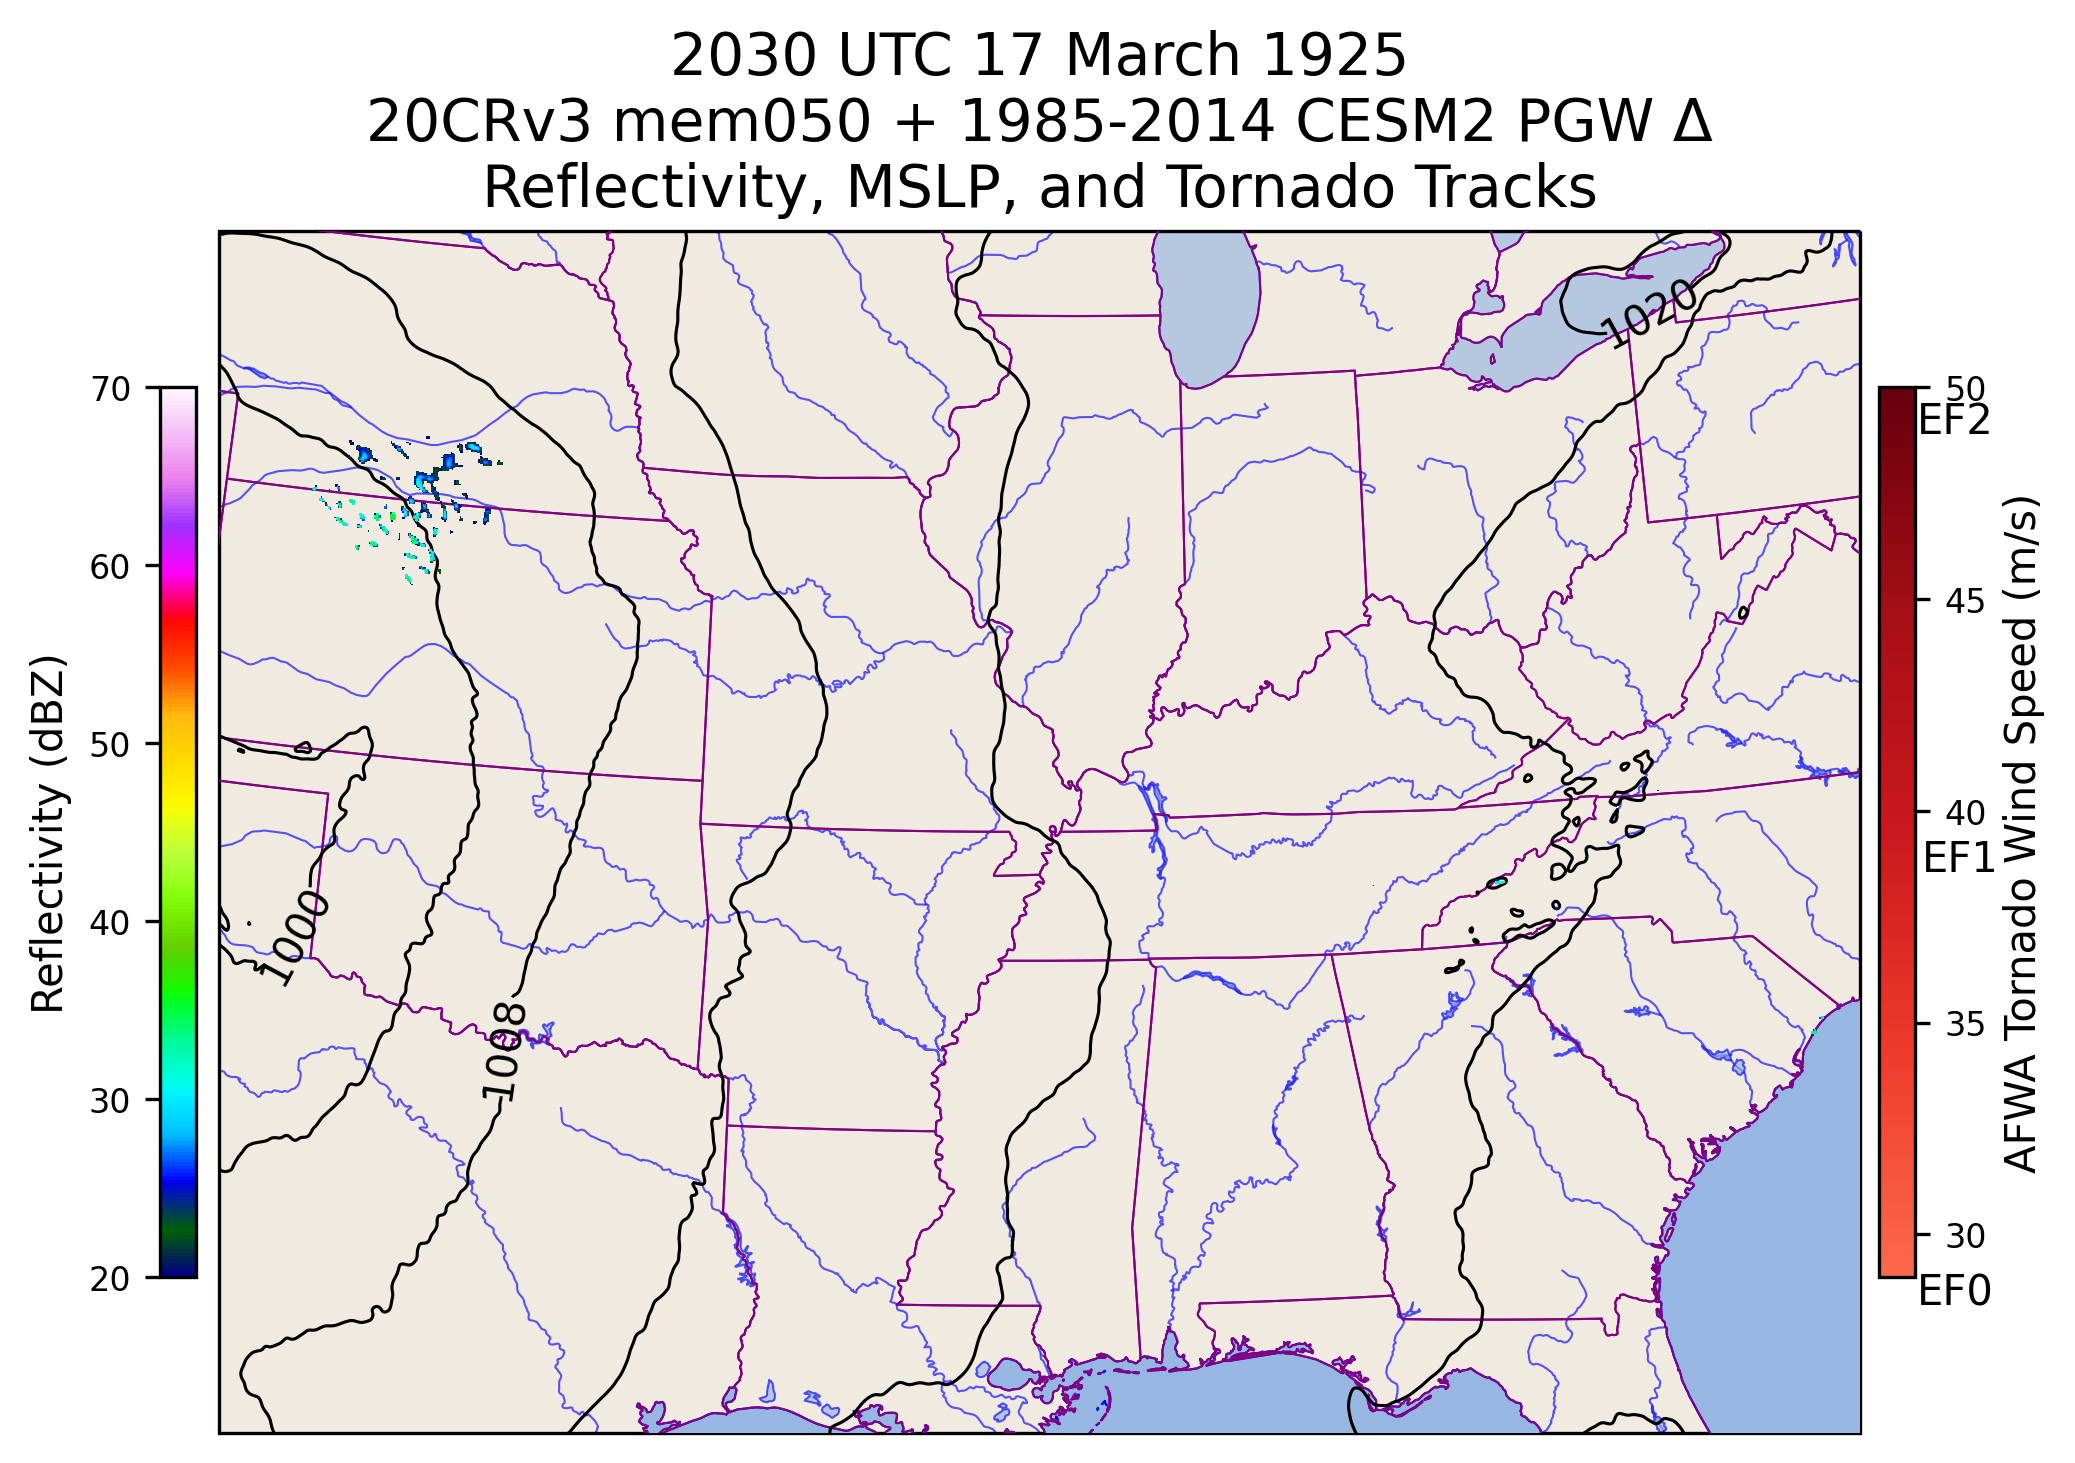 2030 UTC 17 March 1925
20CRv3 mem050 + 1985-2014 CESM2 PGW Δ
Reflectivity, MSLP, and Tornado Tracks
70
60
50
40
30
20
Reflectivity (dBZ)
1020
1000
1008
50
EF2
45
40
EF1
35
30
EF0
AFWA Tornado Wind Speed (m/s)